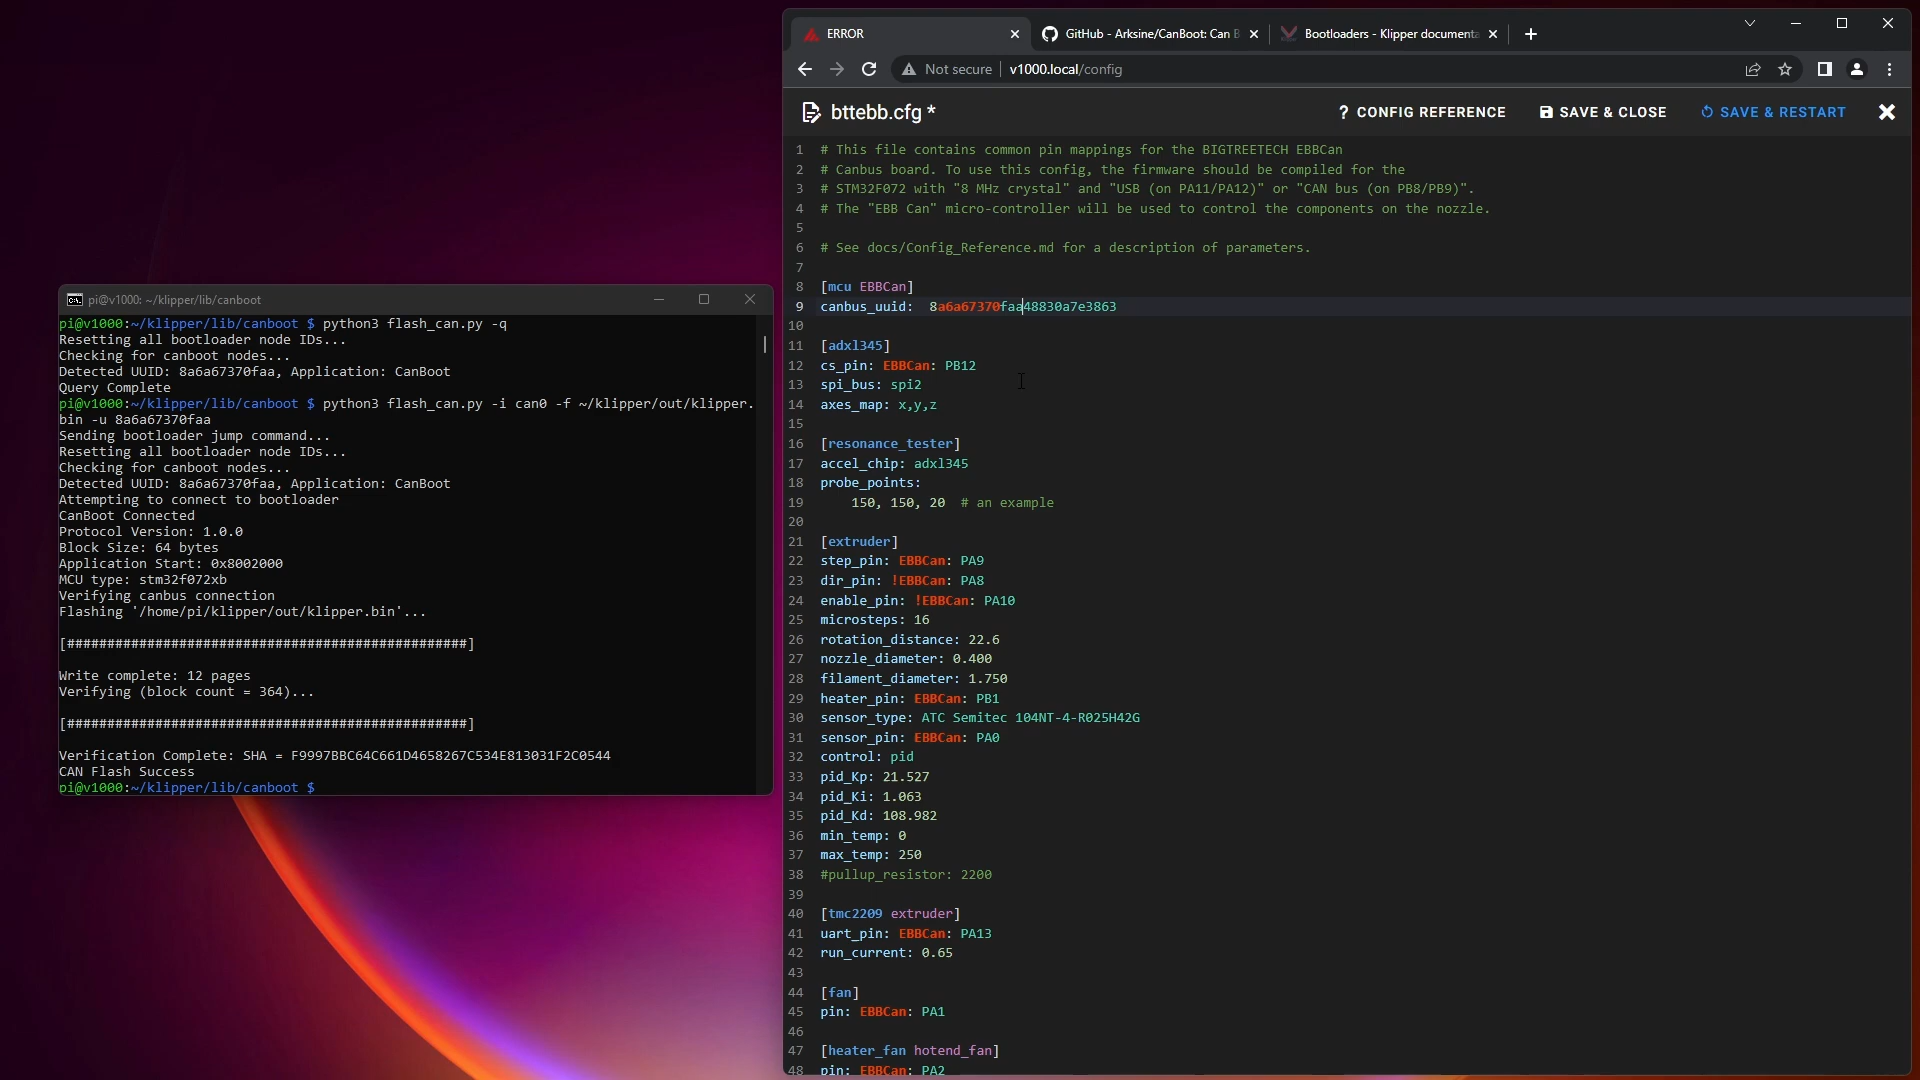 pi@v1000: ~/klipper/lib/canboot
pi@v1000:~/klipper/lib/canboot $ python3 flash_can.py -q
Resetting all bootloader node IDs...
Checking for canboot nodes...
Detected UUID: 8a6a67370faa, Application: CanBoot
Query Complete
pi@v1000:~/klipper/lib/canboot $ python3 flash_can.py -i can0 -f ~/klipper/out/klipper.
bin -u 8a6a67370faa
Sending bootloader jump command...
Resetting all bootloader node IDs...
Checking for canboot nodes...
Detected UUID: 8a6a67370faa, Application: CanBoot
Attempting to connect to bootloader
CanBoot Connected
Protocol Version: 1.0.0
Block Size: 64 bytes
Application Start: 0x8002000
MCU type: stm32f072xb
Verifying canbus connection
Flashing '/home/pi/klipper/out/klipper.bin'...
[##################################################]
Write complete: 12 pages
Verifying (block count = 364)...
[##################################################]
Verification Complete: SHA = F9997BBC64C661D4658267C534E813031F2C0544
CAN Flash Success
pi@v1000:~/klipper/lib/canboot $
ERROR
GitHub - Arksine/CanBoot: Can B
Bootloaders - Klipper documenta
Not secure
v1000.local/config
bttebb.cfg *
? CONFIG REFERENCE
SAVE & CLOSE
SAVE & RESTART
1 # This file contains common pin mappings for the BIGTREETECH EBBCan
2 # Canbus board. To use this config, the firmware should be compiled for the
3 # STM32F072 with "8 MHz crystal" and "USB (on PA11/PA12)" or "CAN bus (on PB8/PB9)".
4 # The "EBB Can" micro-controller will be used to control the components on the nozzle.
5
6 # See docs/Config_Reference.md for a description of parameters.
7
8 [mcu EBBCan]
9 canbus_uuid:  8a6a67370faa48830a7e3863
10
11 [adxl345]
12 cs_pin: EBBCan: PB12
13 spi_bus: spi2
14 axes_map: x,y,z
15
16 [resonance_tester]
17 accel_chip: adxl345
18 probe_points:
19     150, 150, 20  # an example
20
21 [extruder]
22 step_pin: EBBCan: PA9
23 dir_pin: !EBBCan: PA8
24 enable_pin: !EBBCan: PA10
25 microsteps: 16
26 rotation_distance: 22.6
27 nozzle_diameter: 0.400
28 filament_diameter: 1.750
29 heater_pin: EBBCan: PB1
30 sensor_type: ATC Semitec 104NT-4-R025H42G
31 sensor_pin: EBBCan: PA0
32 control: pid
33 pid_Kp: 21.527
34 pid_Ki: 1.063
35 pid_Kd: 108.982
36 min_temp: 0
37 max_temp: 250
38 #pullup_resistor: 2200
39
40 [tmc2209 extruder]
41 uart_pin: EBBCan: PA13
42 run_current: 0.65
43
44 [fan]
45 pin: EBBCan: PA1
46
47 [heater_fan hotend_fan]
48 pin: EBBCan: PA2